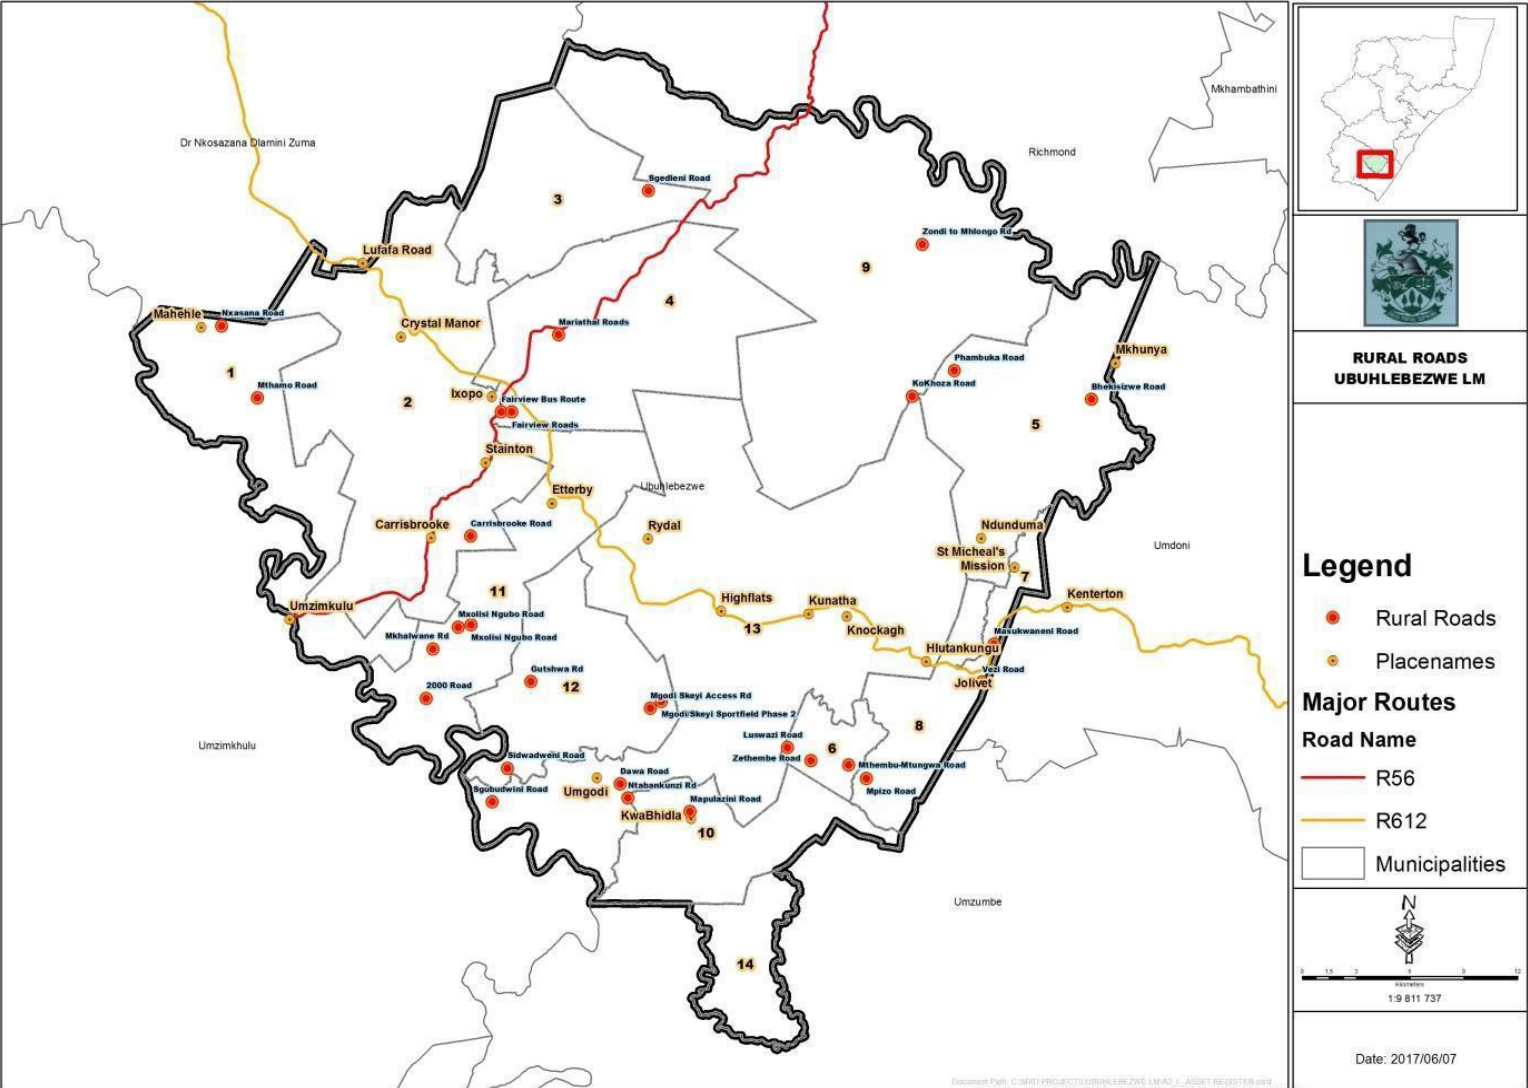 Mkhambathini
Dr Nkosazana Dlamini Zuma
Richmond
Sgedleni Road
3
Zondi to Mhlongo Rd
Lufafa Road
9
4
Mahehle
Nxasana Road
Crystal Manor
Mariathal Roads
Mkhunya
Phambuka Road
1
Mthamo Road
KoKhoza Road
Bhekisizwe Road
Ixopo
2
Fairview Bus Route
Fairview Roads
5
Stainton
Etterby
Ubuhlebezwe
Carrisbrooke
Carrisbrooke Road
Rydal
Ndunduma
St Micheal's
Mission
7
Umdoni
11
Umzimkulu
Highflats
Kunatha
Kenterton
Mxolisi Ngubo Road
Mkhalwane Rd
Mxolisi Ngubo Road
13
Knockagh
Masukwaneni Road
Hlutankungu
Gutshwa Rd
Vezi Road
2000 Road
12
Jolivet
Mgodi Skeyi Access Rd
Mgodi/Skeyi Sportfield Phase 2
8
Luswazi Road
6
Umzimkhulu
Sidwadweni Road
Zethembe Road
Mthembu-Mtungwa Road
Dawa Road
Sgubudwini Road
Umgodi
Ntabankunzi Rd
Mpizo Road
Mapulazini Road
KwaBhidla
10
Umzumbe
14
RURAL ROADS
UBUHLEBEZWE LM
Legend
Rural Roads
Placenames
Major Routes
Road Name
R56
R612
Municipalities
N
0 1.5 3 6 9 12
Kilometers
1:9 811 737
Date: 2017/06/07